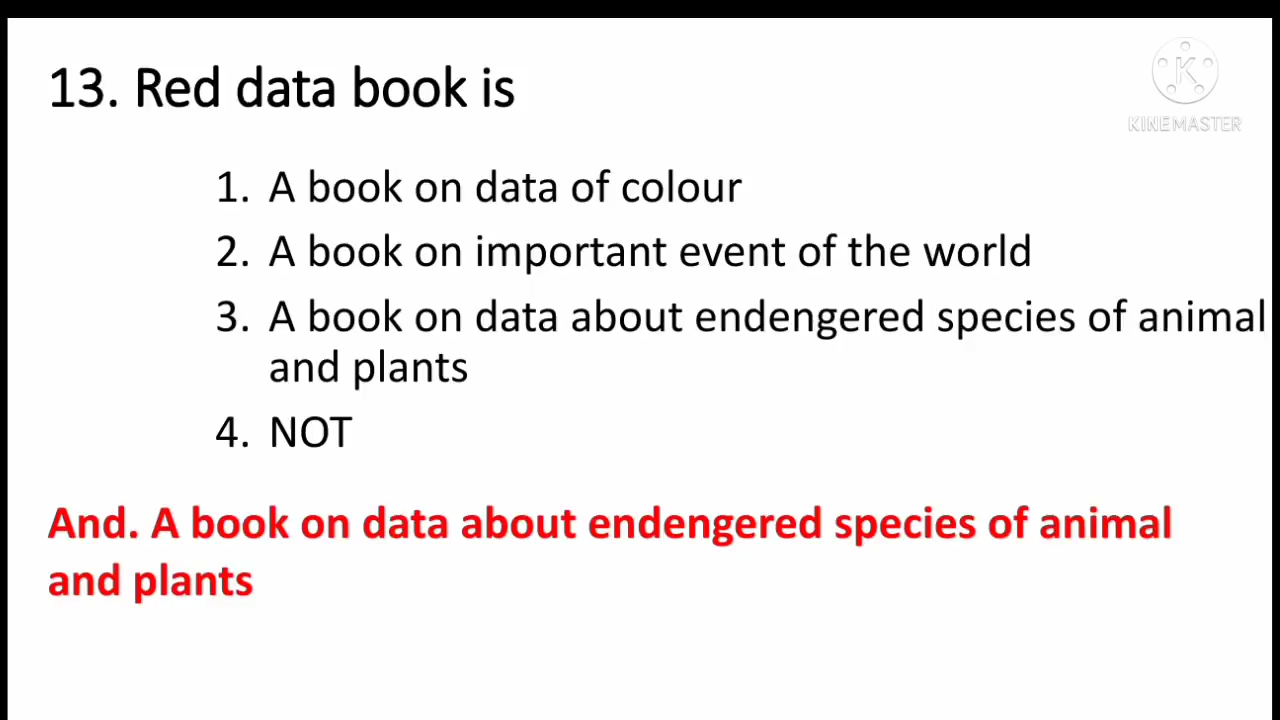 13. Red data book is
K
KINEMASTER
1. A book on data of colour
2. A book on important event of the world
3. A book on data about endengered species of animal
and plants
4. NOT
And. A book on data about endengered species of animal
and plants